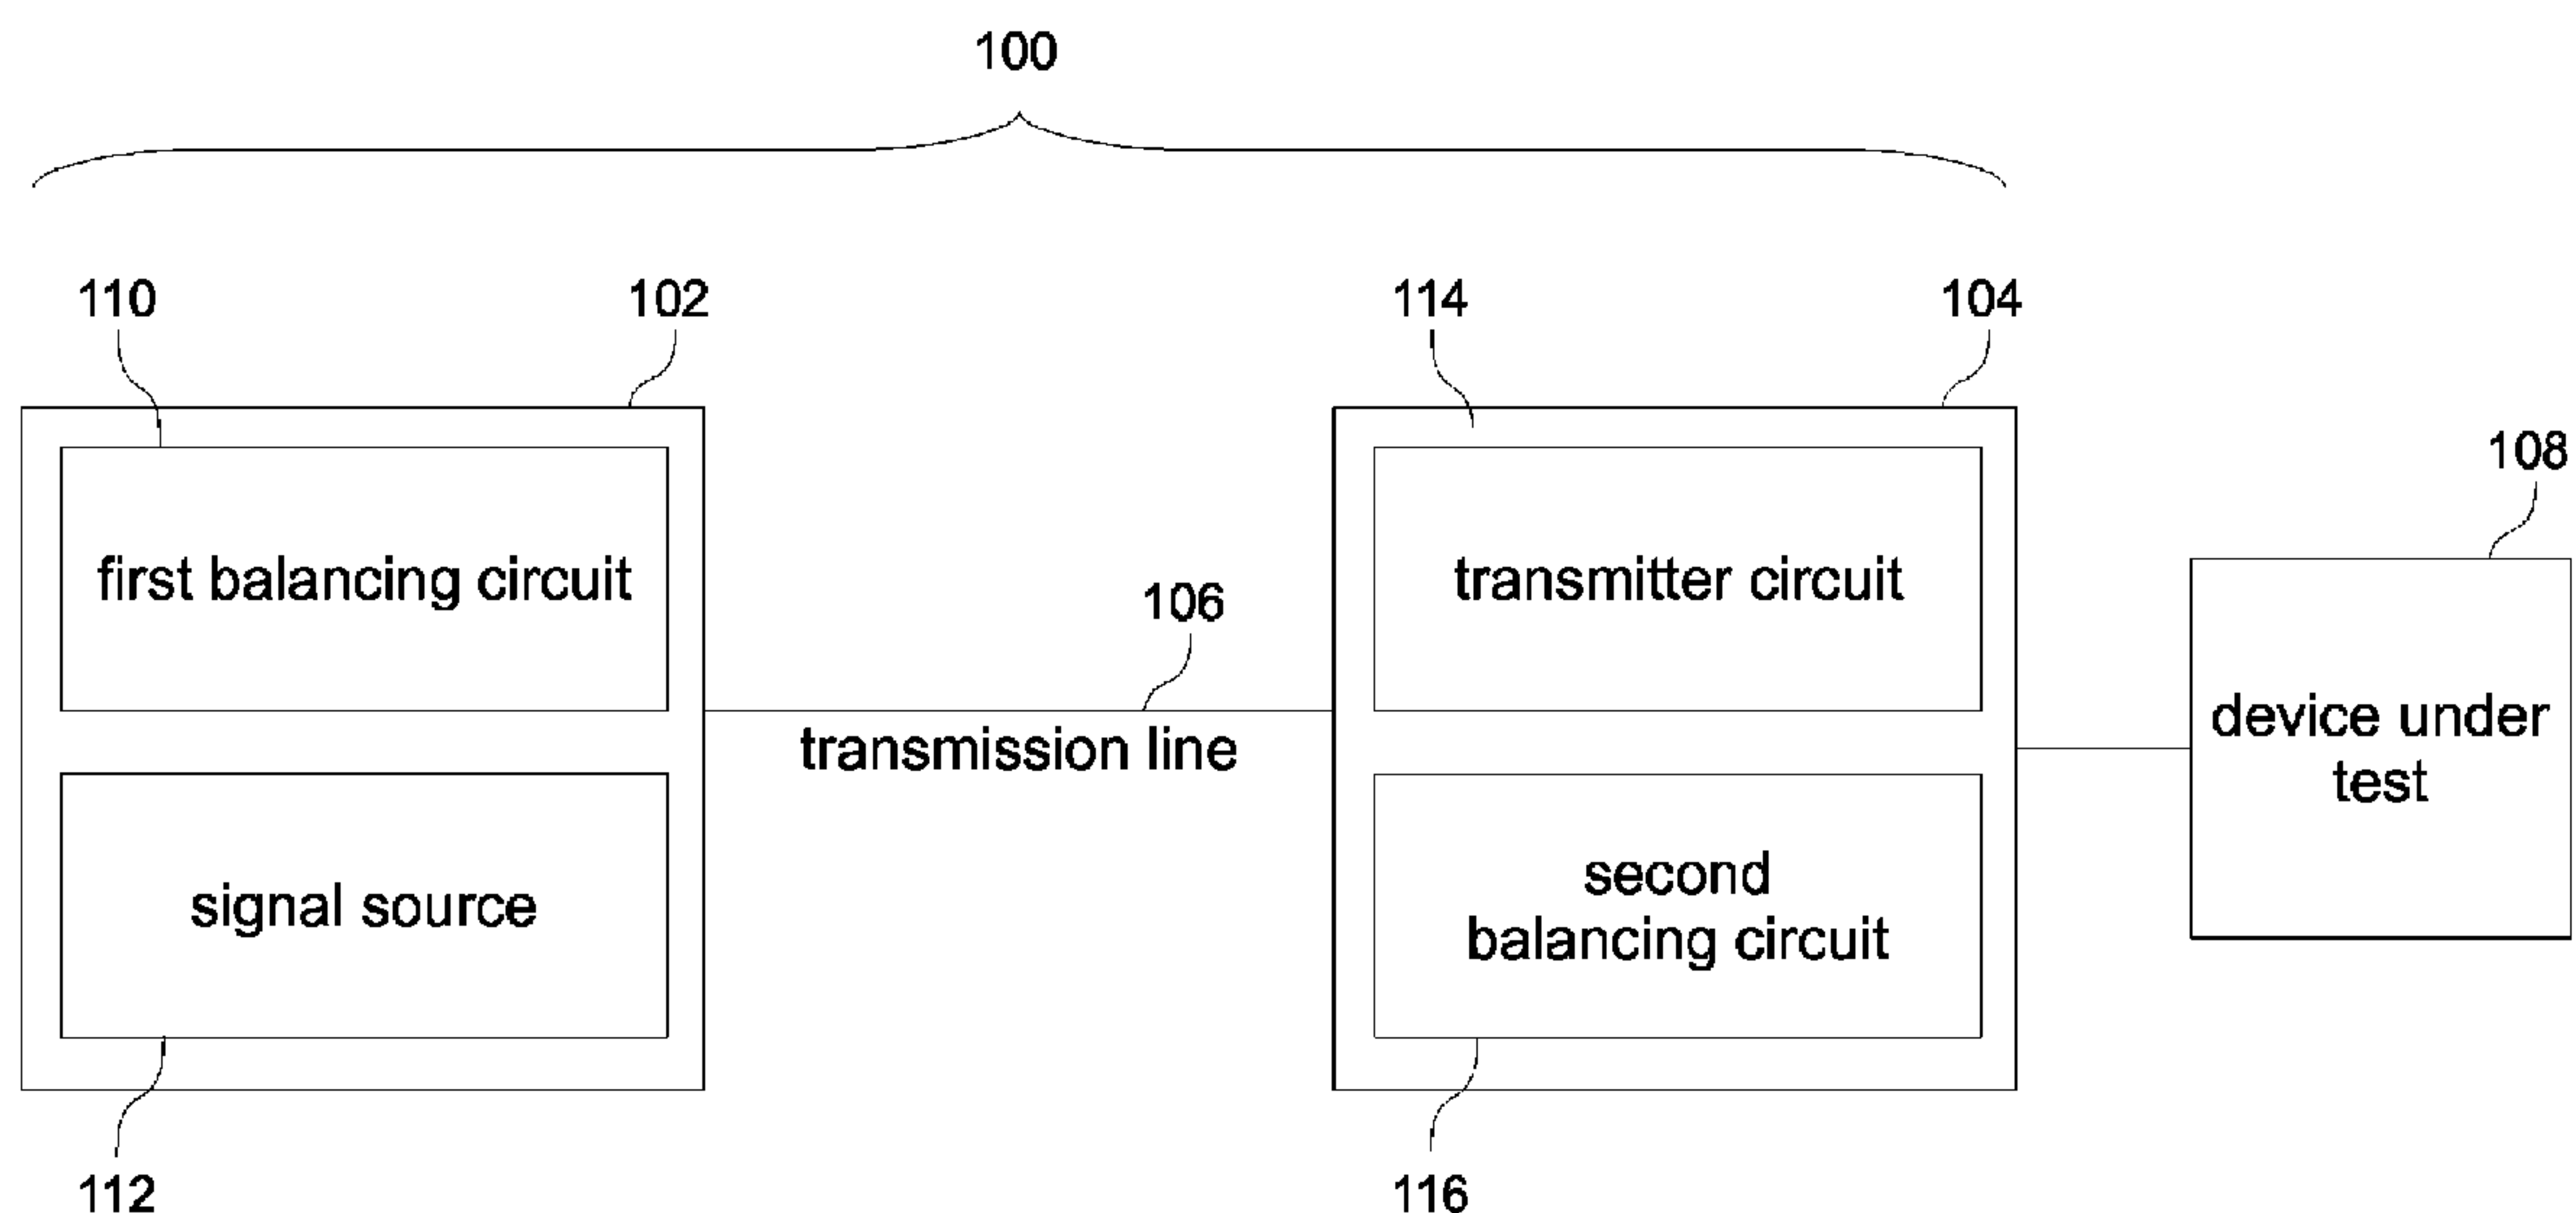 100
110
102
114
104
108
first balancing circuit
transmitter circuit
106
device under
test
transmission line
signal source
second
balancing circuit
112
116